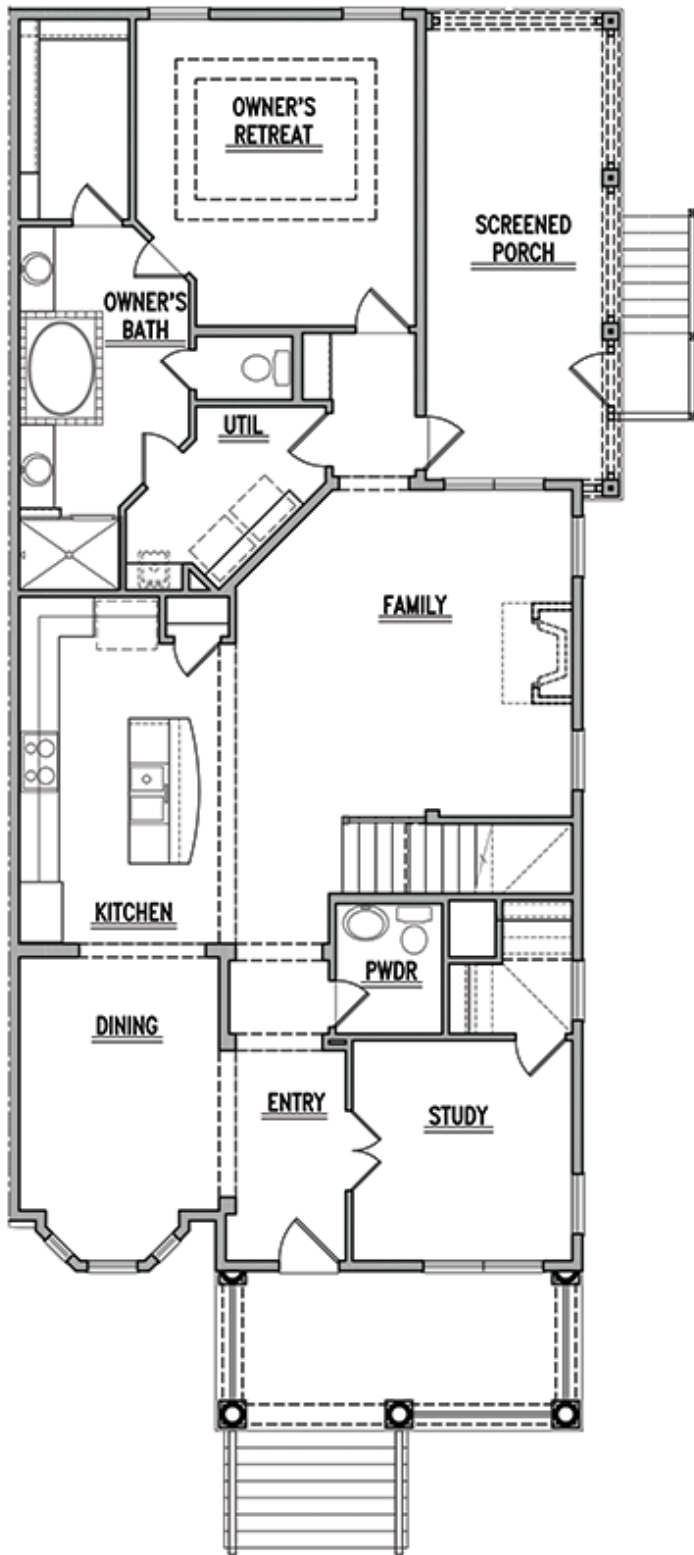 OWNER'S
RETREAT
SCREENED
PORCH
OWNER'S
BATH
UTIL
FAMILY
KITCHEN
PWDR
DINING
ENTRY
STUDY